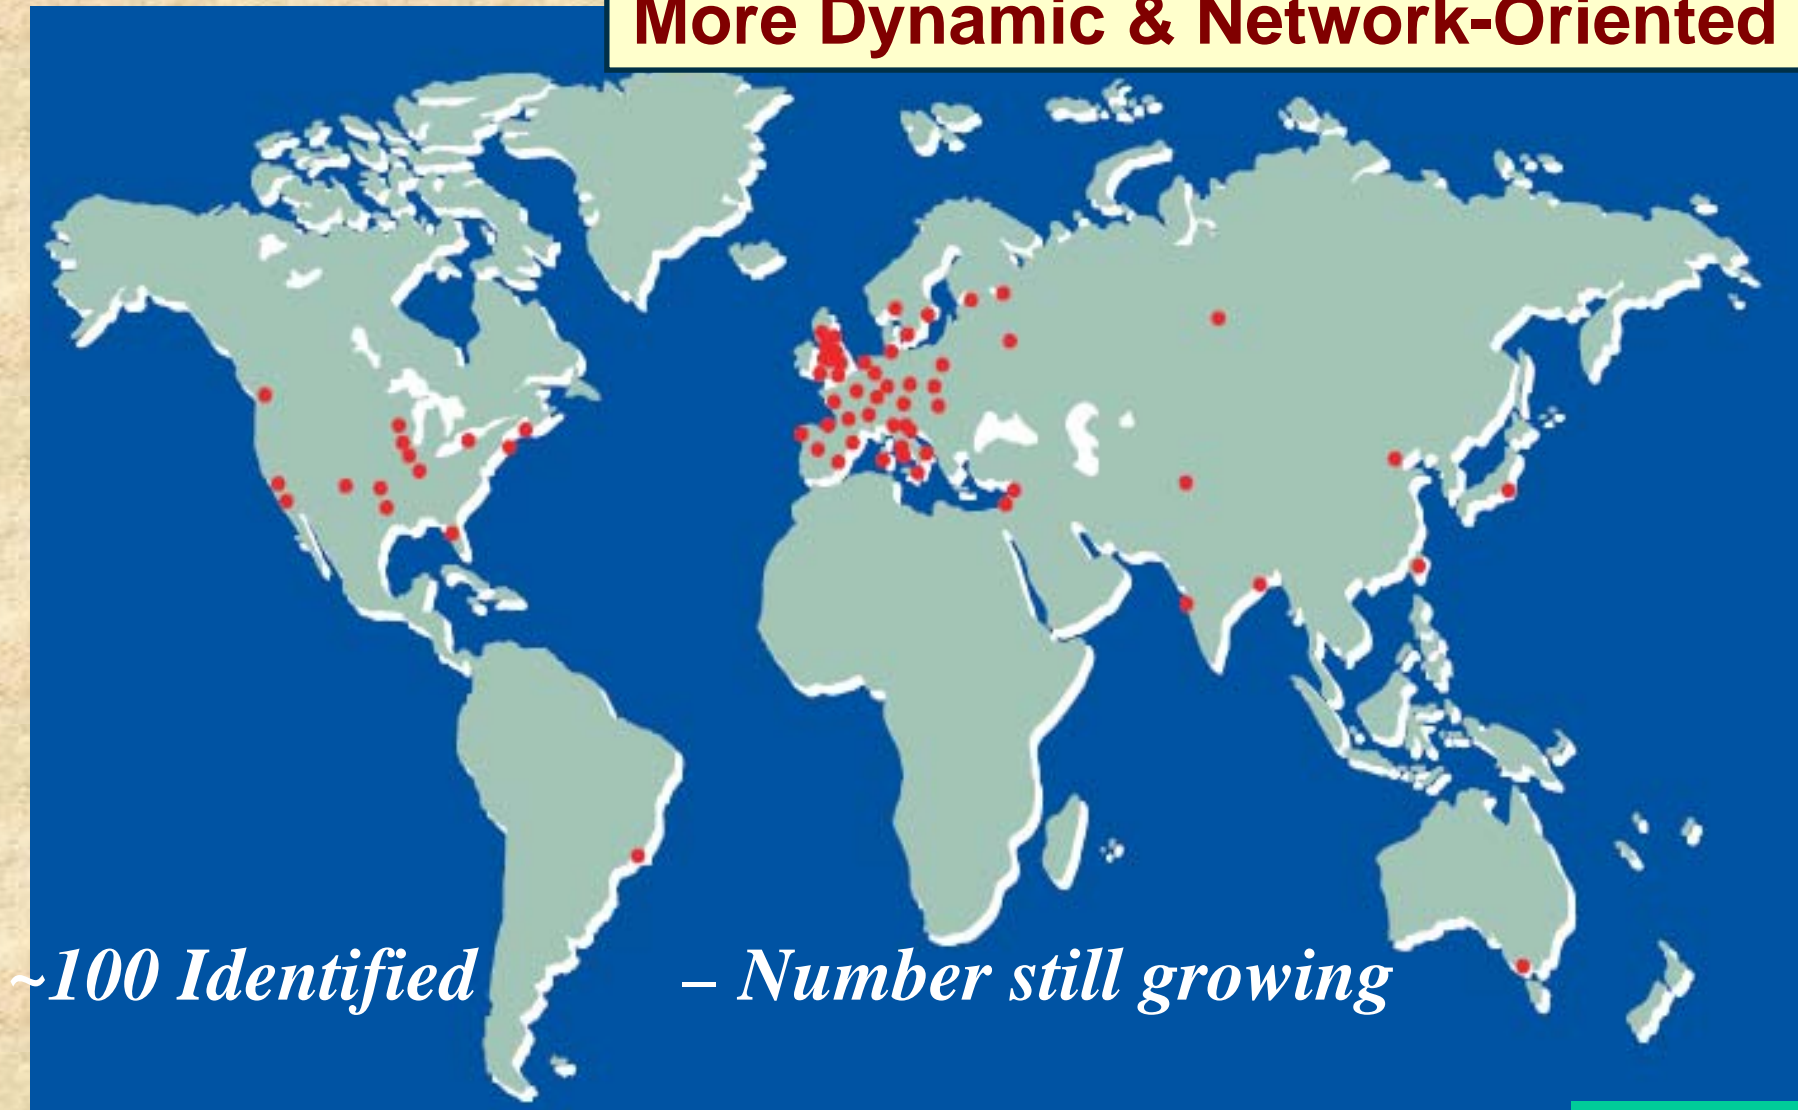 More Dynamic & Network-Oriented
~100 Identified – Number still growing